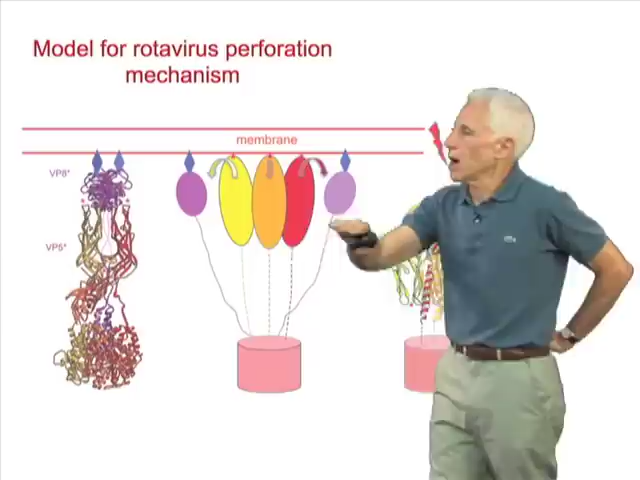 Model for rotavirus perforation
mechanism
membrane
VP8*
VP5*